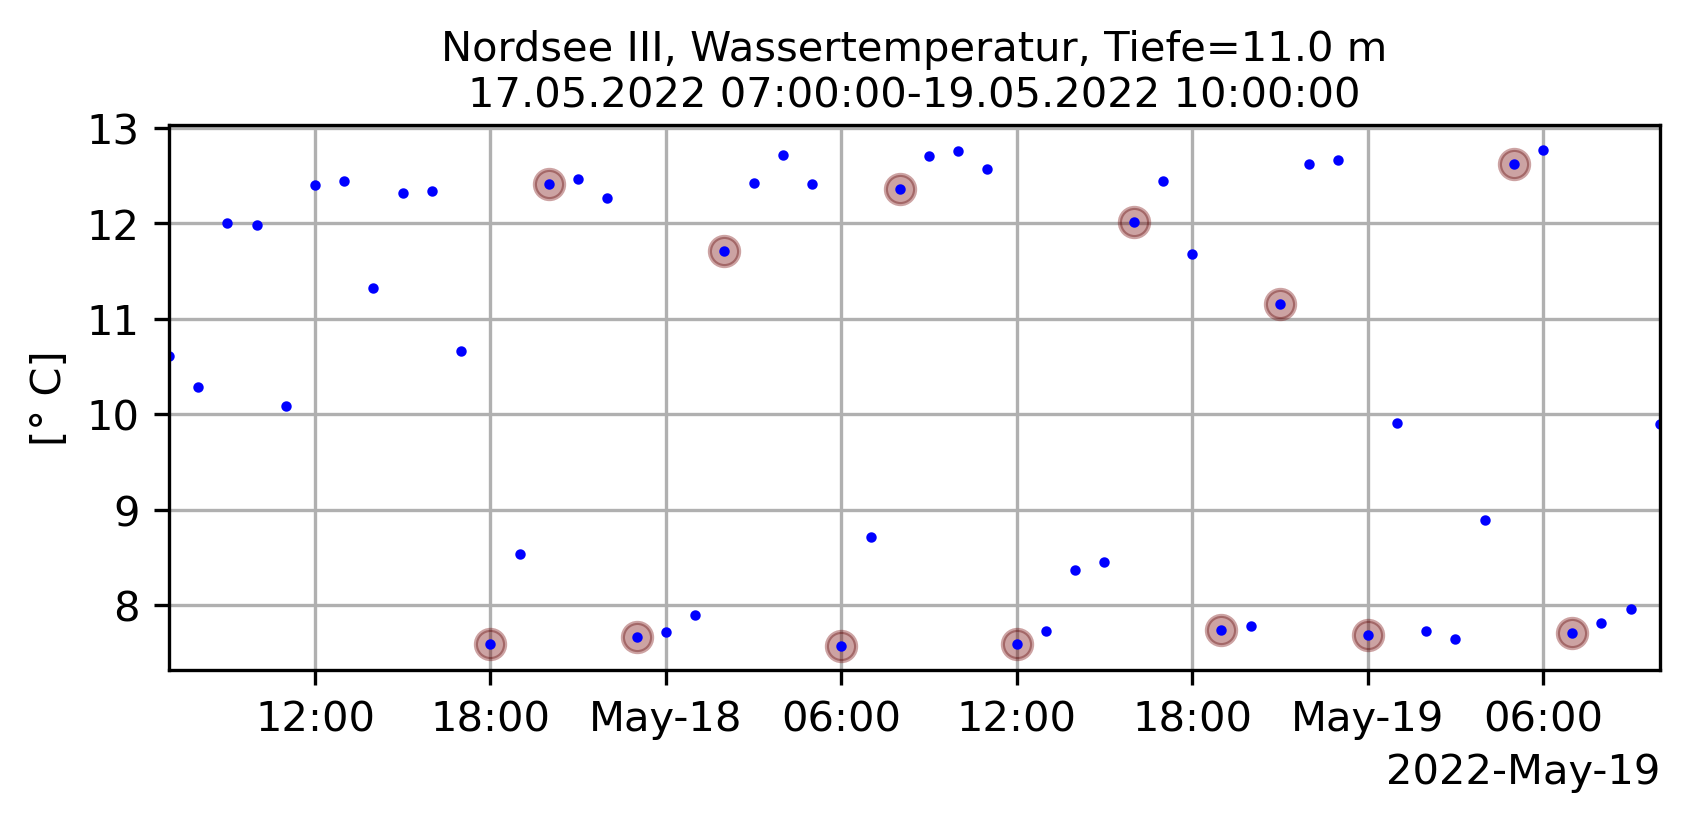 Nordsee III, Wassertemperatur, Tiefe=11.0 m
17.05.2022 07:00:00-19.05.2022 10:00:00
13
12
11
10
9
8
[° C]
12:00 18:00 May-18 06:00 12:00 18:00 May-19 06:00
2022-May-19